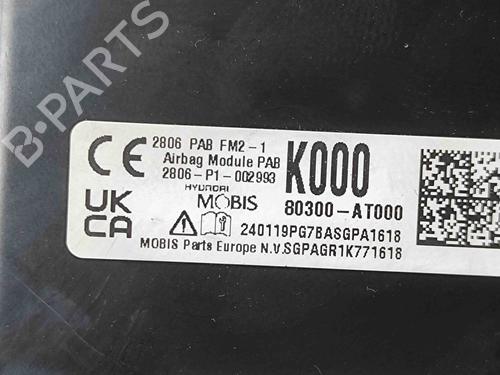 B-PARTS
CE 2806 PAB FM2-1
Airbag Module PAB
2806-P1-002993
K000
UK
CA
HYUNDAI
MOBIS
80300-AT000
240119PG7BASGPA1618
MOBIS Parts Europe N.V.SGPAGR1K771618